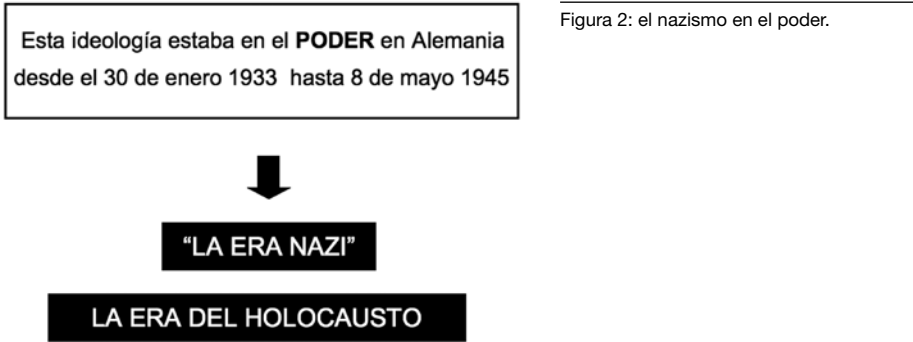 Esta ideología estaba en el PODER en Alemania
desde el 30 de enero 1933 hasta 8 de mayo 1945
Figura 2: el nazismo en el poder.
“LA ERA NAZI”
LA ERA DEL HOLOCAUSTO